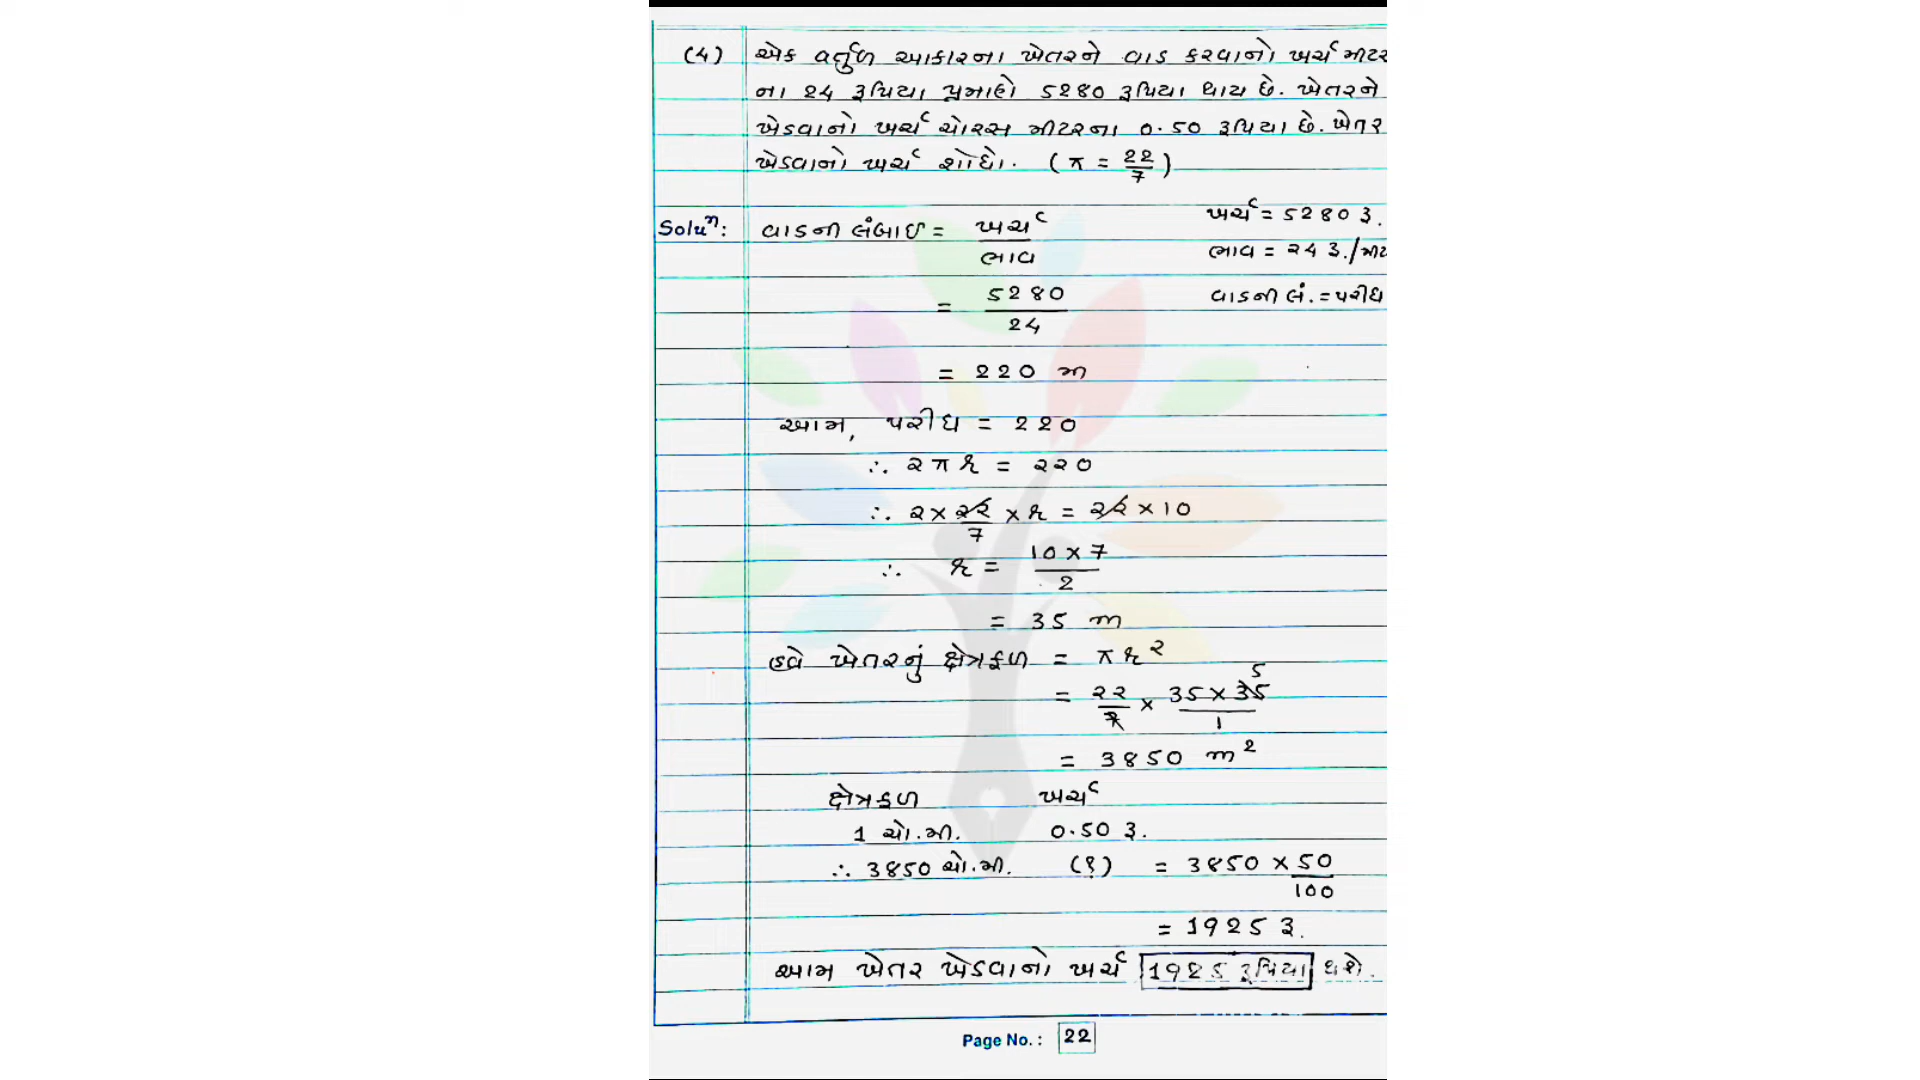 (4) એક વર્તુળ આકારના ખેતરને વાડ કરવાનો ખર્ચ મીટર
ના 24 રૂપિયા પ્રમાણે 5280 રૂપિયા થાય છે. ખેતરને
ખેડવાનો ખર્ચ ચોરસ મીટરના 0.50 રૂપિયા છે. ખેતર
ખેડવાનો ખર્ચ શોધો. (π = 22/7)
Soluⁿ: વાડની લંબાઈ = ખર્ચ/ભાવ
ખર્ચ = 5280 રૂ.
ભાવ = 24 રૂ./મીટ
= 5280/24
વાડની લં. = પરીઘ
= 220 m
આમ, પરીઘ = 220
∴ 2πr = 220
∴ 2 × 22/7 × r = 22 × 10
∴ r = 10 × 7/2
= 35 m
હવે ખેતરનું ક્ષેત્રફળ = πr²
5
= 22/7 × 35 × 35/1
= 3850 m²
ક્ષેત્રફળ ખર્ચ
1 ચો.મી. 0.50 રૂ.
∴ 3850 ચો.મી. (?) = 3850 × 50/100
= 1925 રૂ.
આમ ખેતર ખેડવાનો ખર્ચ 1925 રૂપિયા થશે.
Page No. : 22